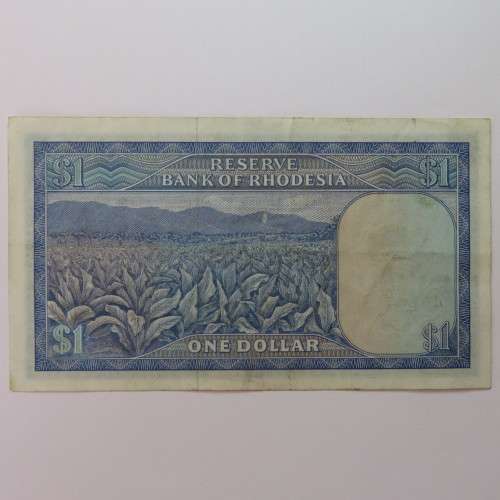 $1 RESERVE $1
BANK OF RHODESIA
$1 ONE DOLLAR $1